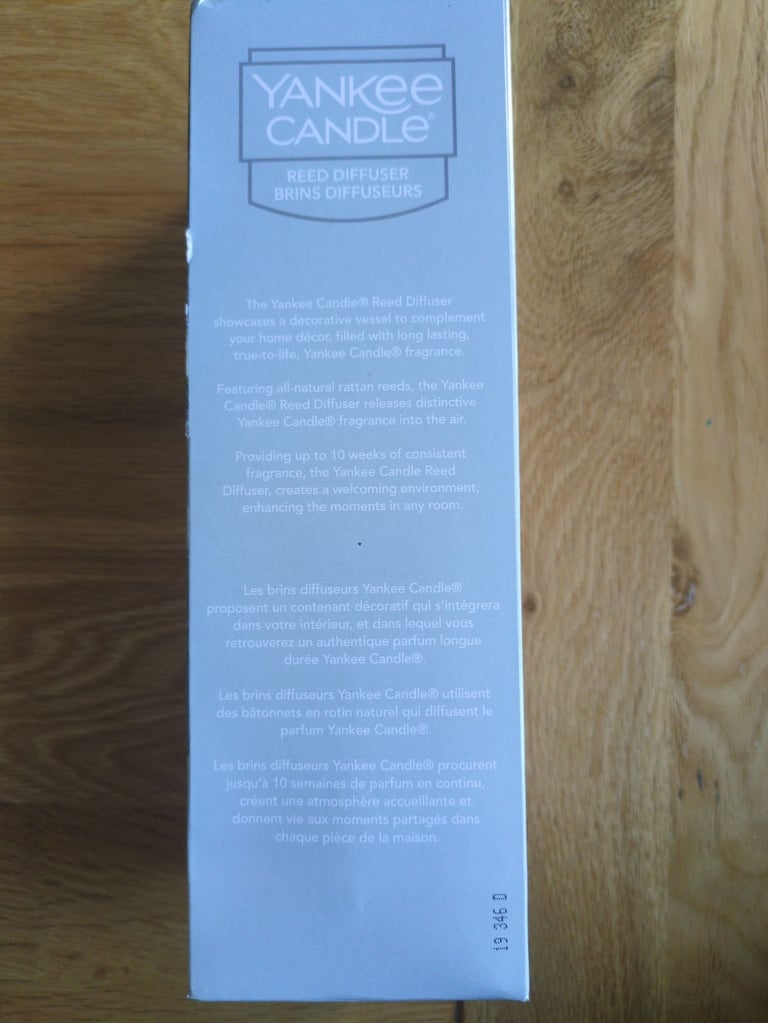 YANKEE
CANDLE®
REED DIFFUSER
BRINS DIFFUSEURS
The Yankee Candle® Reed Diffuser
showcases a decorative vessel to complement
your home décor, filled with long lasting,
true-to-life, Yankee Candle® fragrance.
Featuring all-natural rattan reeds, the Yankee
Candle® Reed Diffuser releases distinctive
Yankee Candle® fragrance into the air.
Providing up to 10 weeks of consistent
fragrance, the Yankee Candle Reed
Diffuser, creates a welcoming environment,
enhancing the moments in any room.
Les brins diffuseurs Yankee Candle®
proposent un contenant décoratif qui s'intégrera
dans votre intérieur, et dans lequel vous
retrouverez un authentique parfum longue
durée Yankee Candle®.
Les brins diffuseurs Yankee Candle® utilisent
des bâtonnets en rotin naturel qui diffusent le
parfum Yankee Candle®.
Les brins diffuseurs Yankee Candle® procurent
jusqu'à 10 semaines de parfum en continu,
créent une atmosphère accueillante et
donnent vie aux moments partagés dans
chaque pièce de la maison.
19 346 D